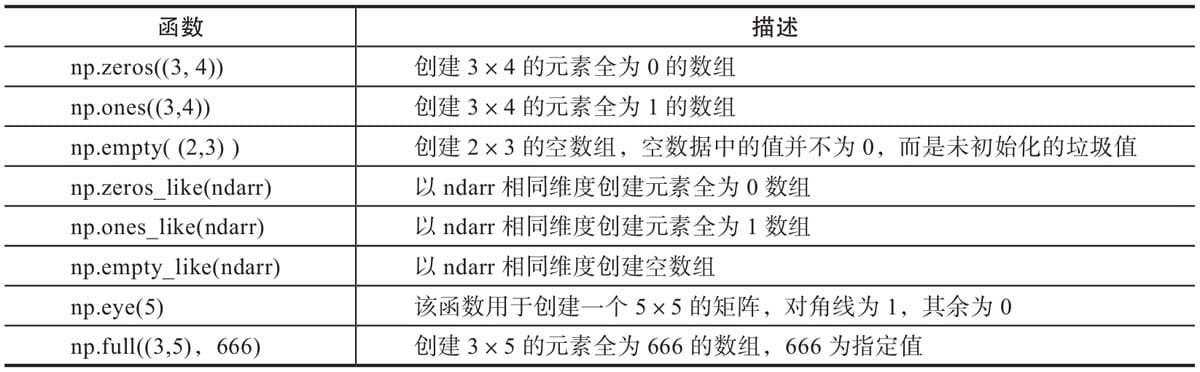 函数 描述
np.zeros((3, 4)) 创建 3 × 4 的元素全为 0 的数组
np.ones((3,4)) 创建 3 × 4 的元素全为 1 的数组
np.empty( (2,3) ) 创建 2 × 3 的空数组，空数据中的值并不为 0，而是未初始化的垃圾值
np.zeros_like(ndarr) 以 ndarr 相同维度创建元素全为 0 数组
np.ones_like(ndarr) 以 ndarr 相同维度创建元素全为 1 数组
np.empty_like(ndarr) 以 ndarr 相同维度创建空数组
np.eye(5) 该函数用于创建一个 5 × 5 的矩阵，对角线为 1，其余为 0
np.full((3,5)，666) 创建 3 × 5 的元素全为 666 的数组，666 为指定值